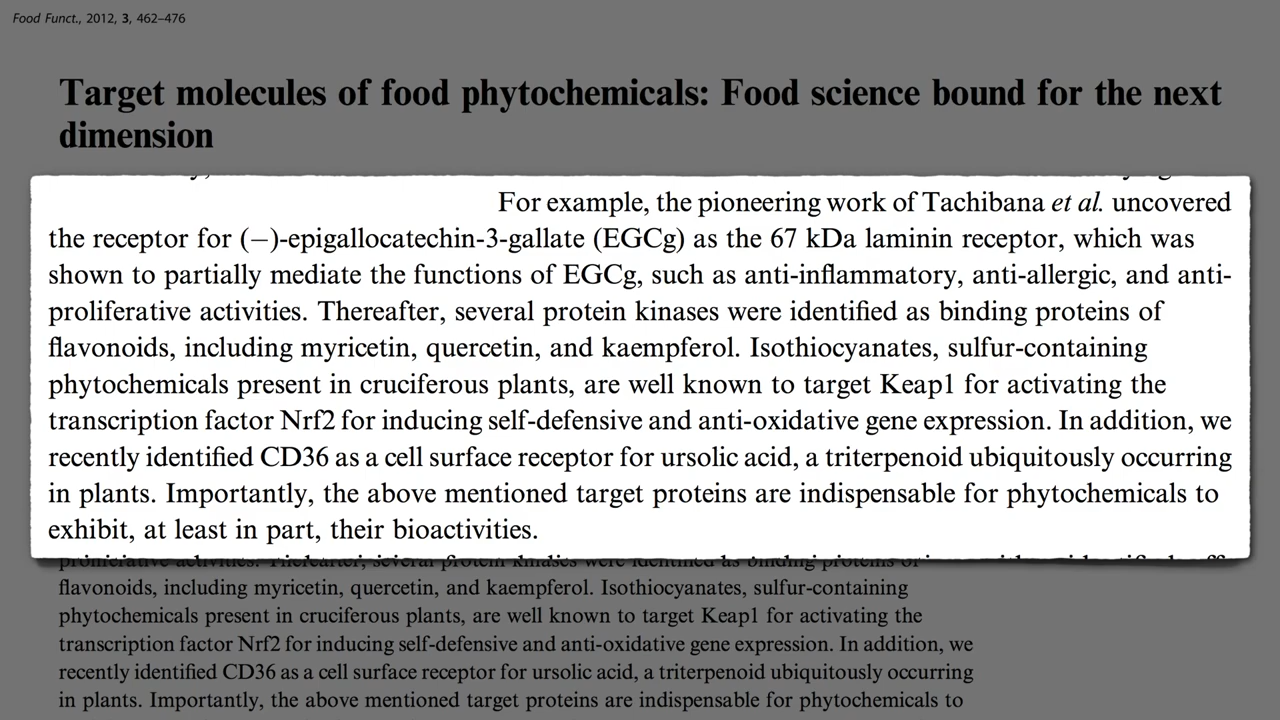 Food Funct., 2012, 3, 462–476
Target molecules of food phytochemicals: Food science bound for the next
dimension
For example, the pioneering work of Tachibana et al. uncovered
the receptor for (−)-epigallocatechin-3-gallate (EGCg) as the 67 kDa laminin receptor, which was
shown to partially mediate the functions of EGCg, such as anti-inflammatory, anti-allergic, and anti-
proliferative activities. Thereafter, several protein kinases were identified as binding proteins of
flavonoids, including myricetin, quercetin, and kaempferol. Isothiocyanates, sulfur-containing
phytochemicals present in cruciferous plants, are well known to target Keap1 for activating the
transcription factor Nrf2 for inducing self-defensive and anti-oxidative gene expression. In addition, we
recently identified CD36 as a cell surface receptor for ursolic acid, a triterpenoid ubiquitously occurring
in plants. Importantly, the above mentioned target proteins are indispensable for phytochemicals to
exhibit, at least in part, their bioactivities.
flavonoids, including myricetin, quercetin, and kaempferol. Isothiocyanates, sulfur-containing
phytochemicals present in cruciferous plants, are well known to target Keap1 for activating the
transcription factor Nrf2 for inducing self-defensive and anti-oxidative gene expression. In addition, we
recently identified CD36 as a cell surface receptor for ursolic acid, a triterpenoid ubiquitously occurring
in plants. Importantly, the above mentioned target proteins are indispensable for phytochemicals to